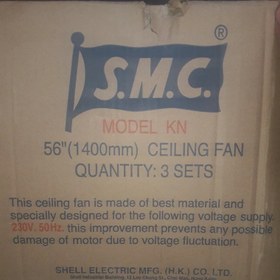 S.M.C.®
MODEL KN
56"(1400mm) CEILING FAN
QUANTITY: 3 SETS
This ceiling fan is made of best material and
specially designed for the following voltage supply
230V. 50Hz. this improvement prevents any possible
damage of motor due to voltage fluctuation.
SHELL ELECTRIC MFG. (H.K.) CO. LTD.